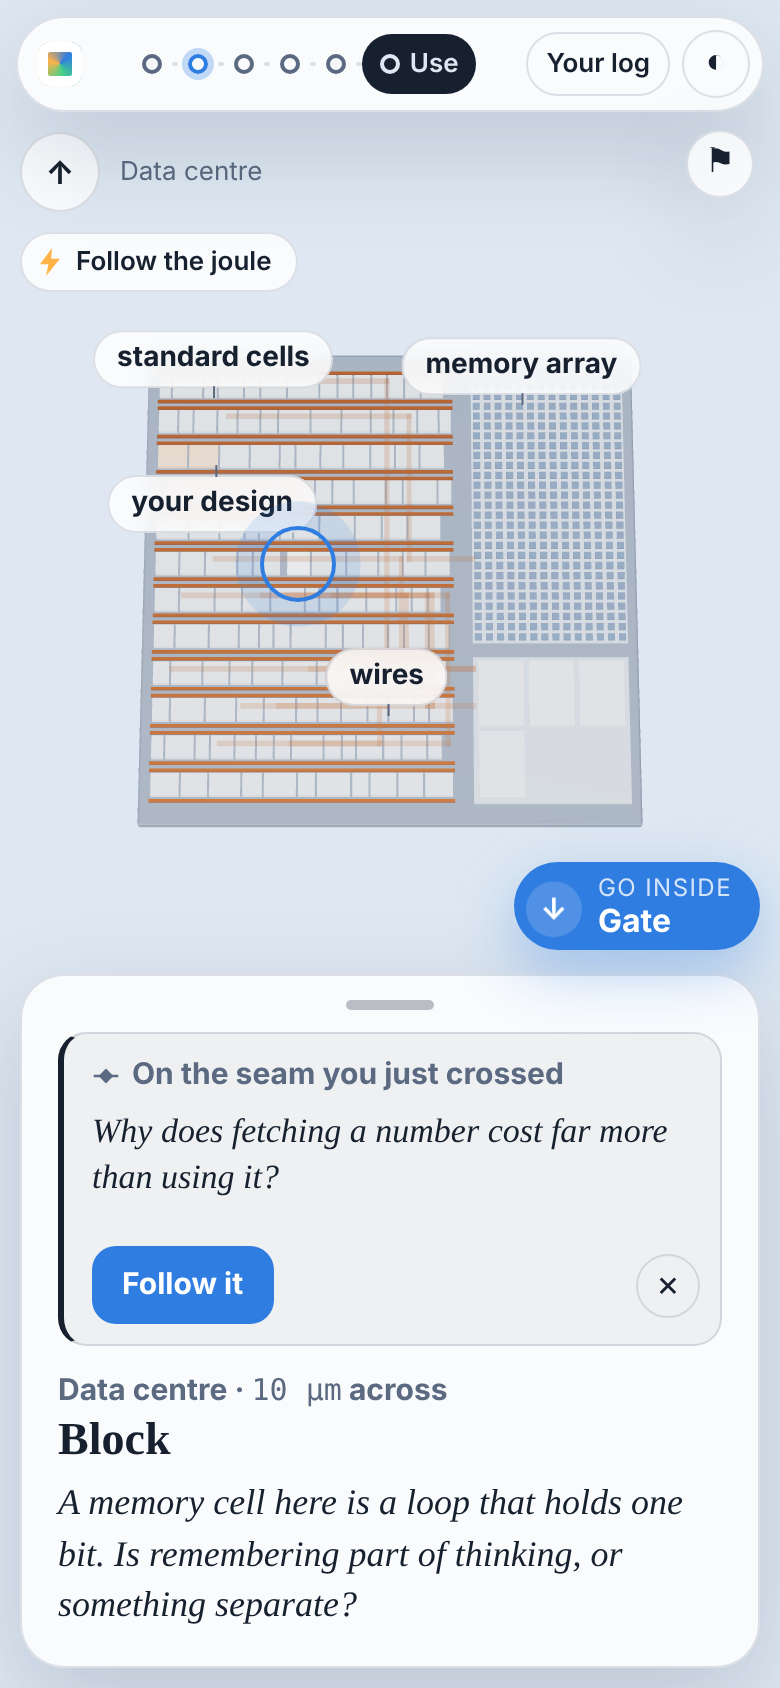 Use
Your log
Data centre
Follow the joule
standard cells
memory array
your design
wires
GO INSIDE
Gate
On the seam you just crossed
Why does fetching a number cost far more
than using it?
Follow it
Data centre · 10 µm across
Block
A memory cell here is a loop that holds one
bit. Is remembering part of thinking, or
something separate?